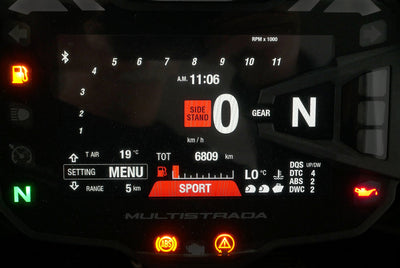 RPM x 1000
1 2 3 4 5 6 7 8 9 10 11
A.M. 11:06
SIDE STAND
0
km / h
GEAR N
T AIR 19 °C
TOT 6809 km
SETTING MENU
RANGE 5 km
SPORT
LO °C
DQS UP/DW
DTC 4
ABS 2
DWC 2
N
MULTISTRADA
ABS